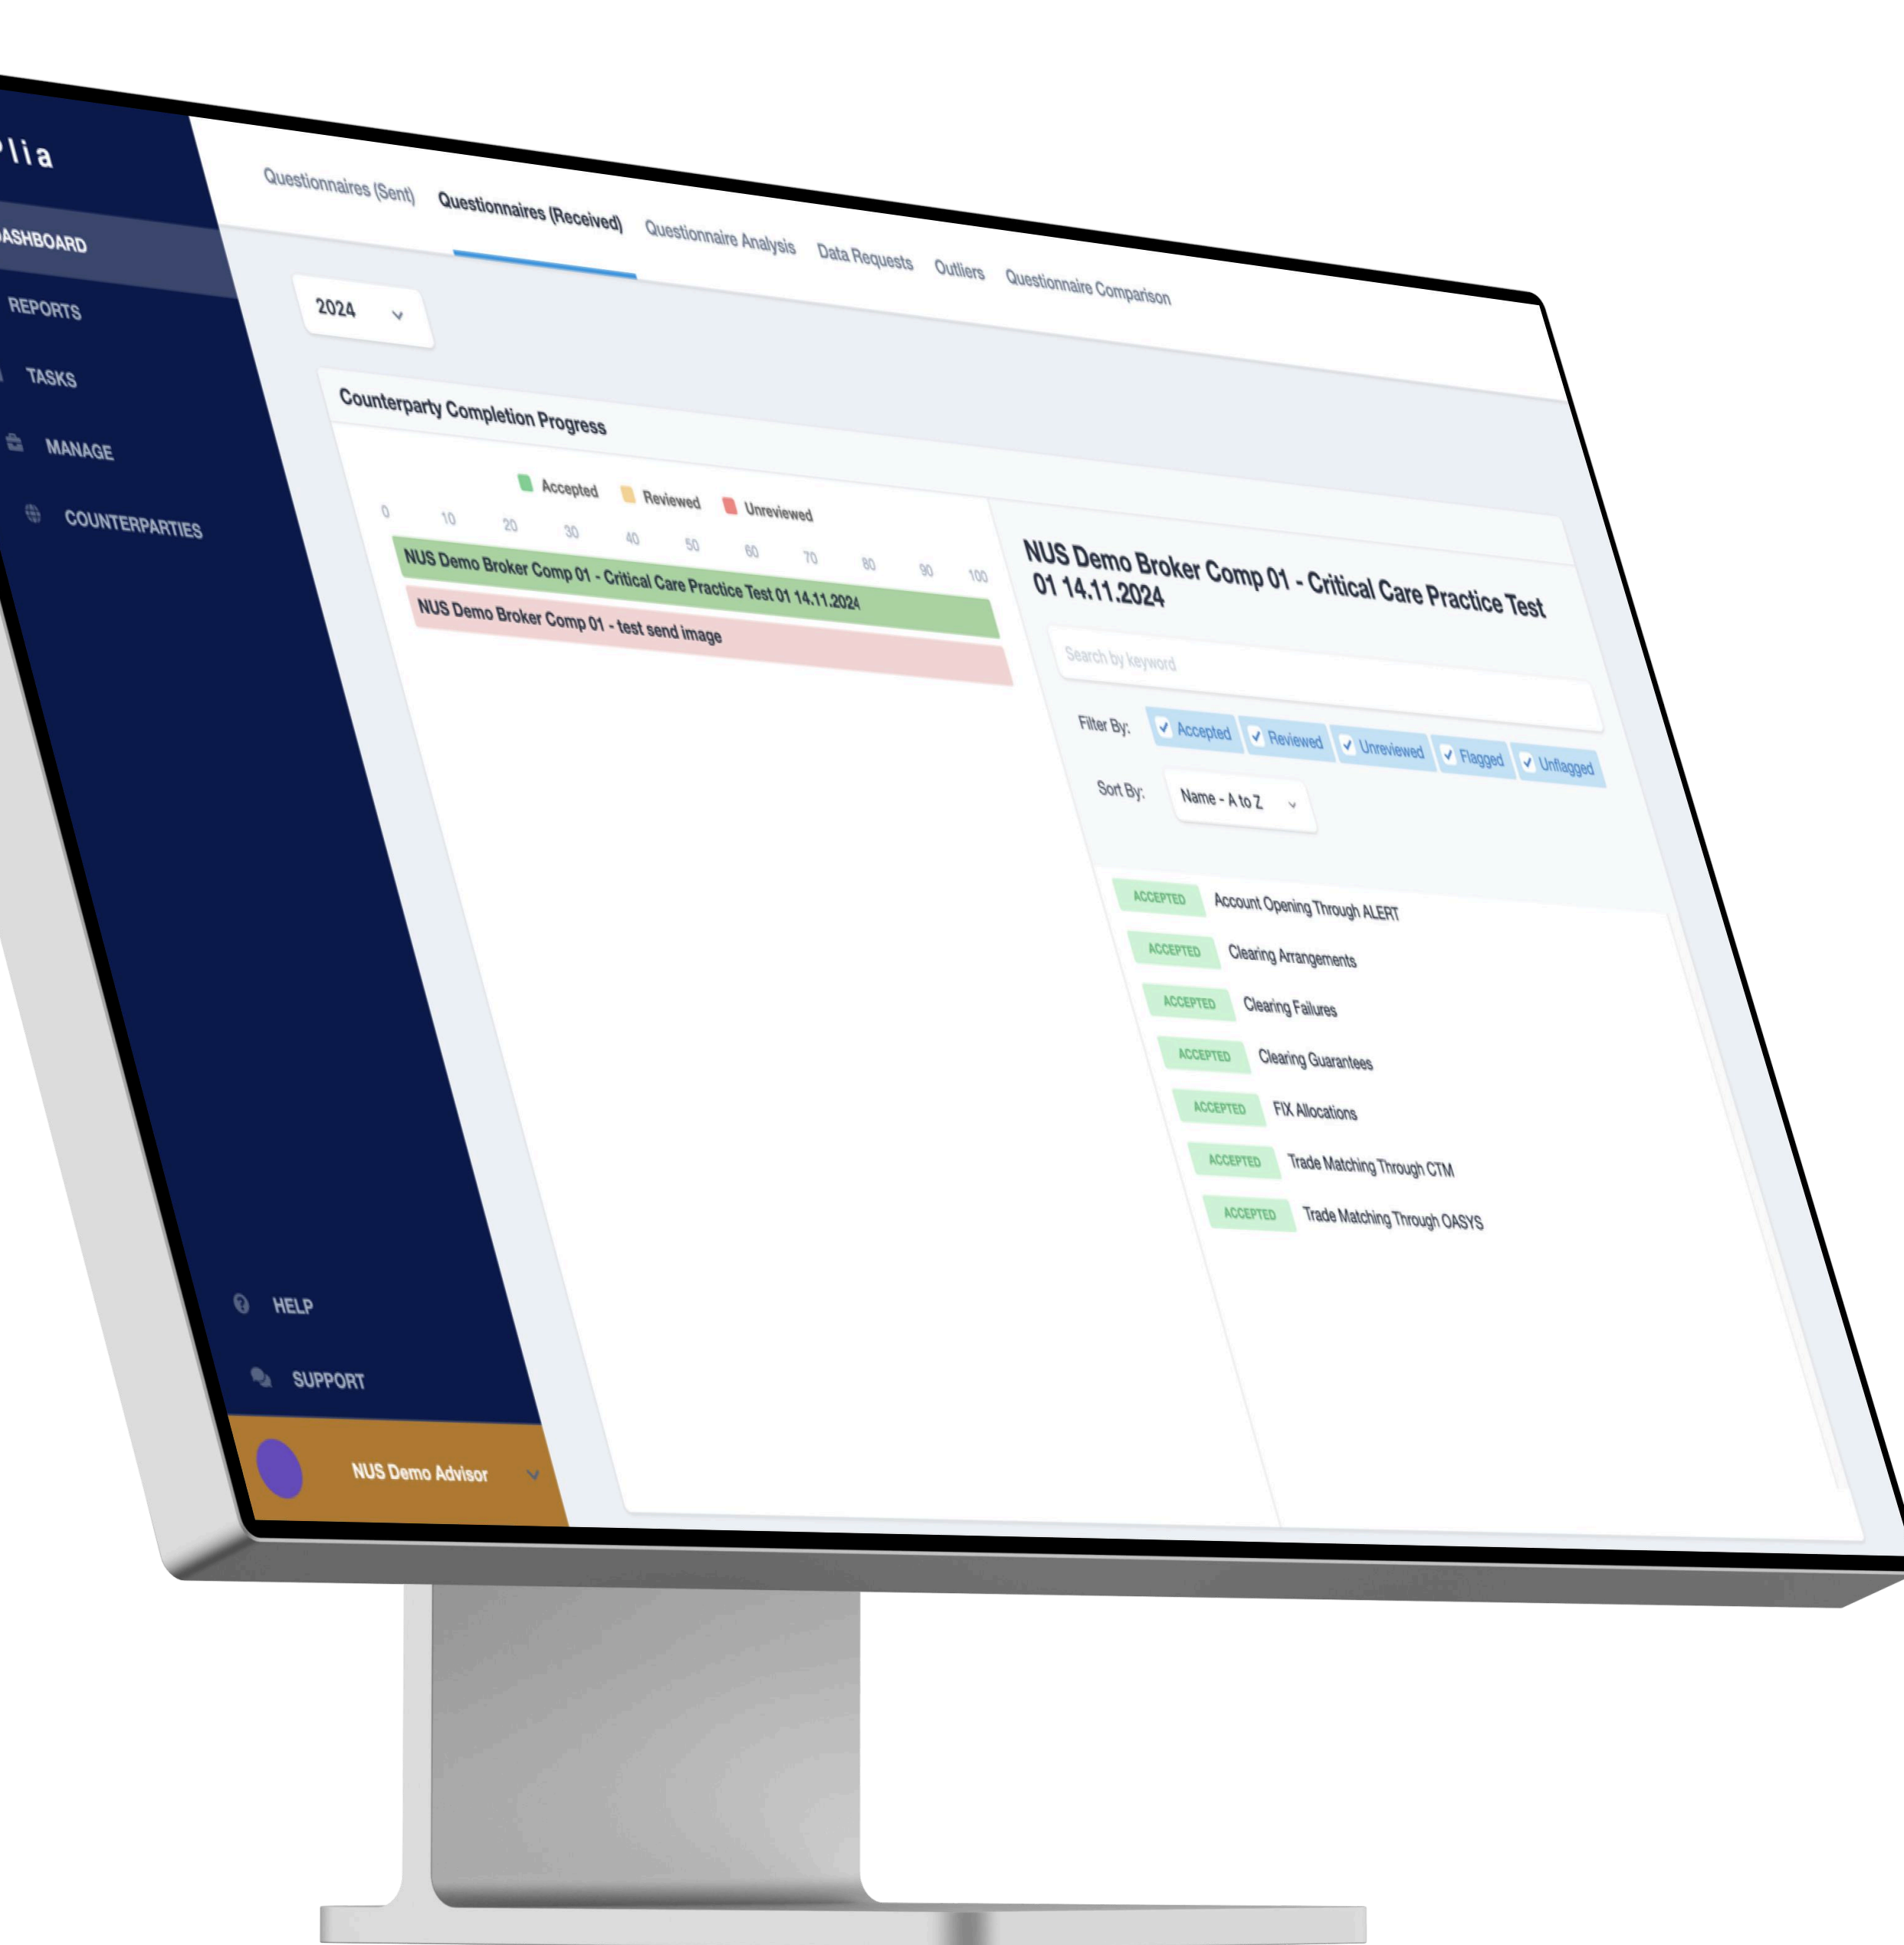 lia
DASHBOARD
REPORTS
TASKS
MANAGE
COUNTERPARTIES
HELP
SUPPORT
NUS Demo Advisor
Questionnaires (Sent)
Questionnaires (Received)
Questionnaire Analysis
Data Requests
Outliers
Questionnaire Comparison
2024
Counterparty Completion Progress
Accepted
Reviewed
Unreviewed
0 10 20 30 40 50 60 70 80 90 100
NUS Demo Broker Comp 01 - Critical Care Practice Test 01 14.11.2024
NUS Demo Broker Comp 01 - test send image
NUS Demo Broker Comp 01 - Critical Care Practice Test
01 14.11.2024
Search by keyword
Filter By: Accepted Reviewed Unreviewed Flagged Unflagged
Sort By: Name - A to Z
ACCEPTED Account Opening Through ALERT
ACCEPTED Clearing Arrangements
ACCEPTED Clearing Failures
ACCEPTED Clearing Guarantees
ACCEPTED FIX Allocations
ACCEPTED Trade Matching Through CTM
ACCEPTED Trade Matching Through OASYS